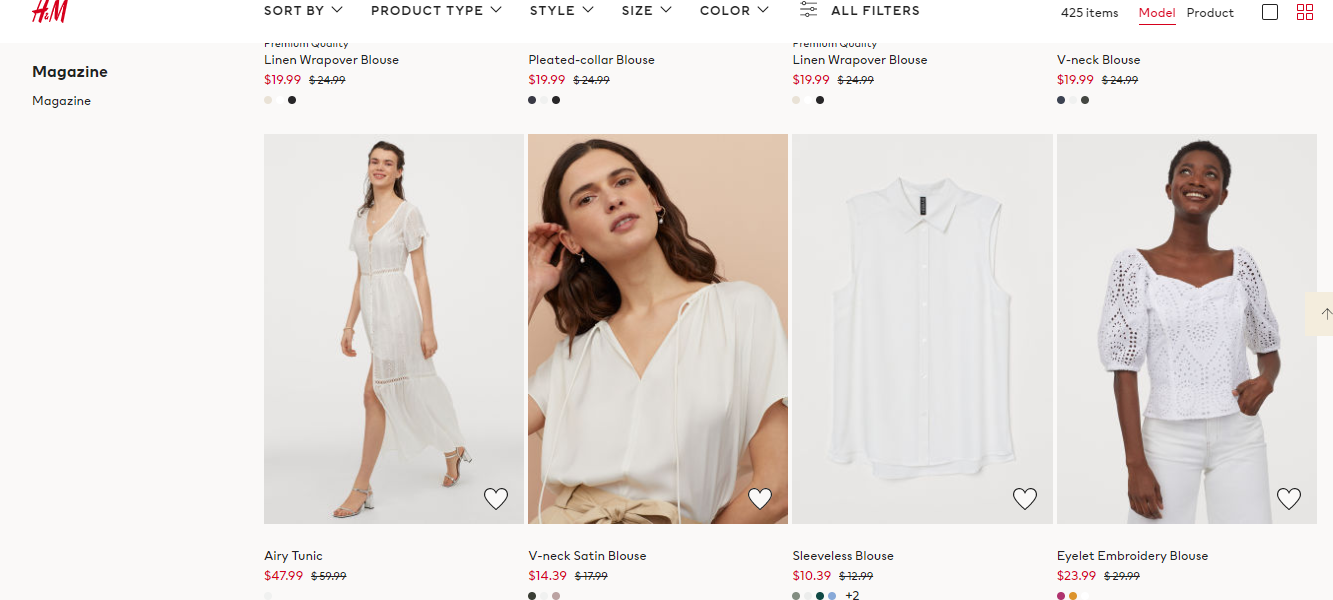 H&M
SORT BY
PRODUCT TYPE
STYLE
SIZE
COLOR
ALL FILTERS
425 items
Model
Product
Magazine
Magazine
Premium Quality
Linen Wrapover Blouse
$19.99 $24.99
Pleated-collar Blouse
$19.99 $24.99
Premium Quality
Linen Wrapover Blouse
$19.99 $24.99
V-neck Blouse
$19.99 $24.99
Airy Tunic
$47.99 $59.99
V-neck Satin Blouse
$14.39 $17.99
Sleeveless Blouse
$10.39 $12.99
+2
Eyelet Embroidery Blouse
$23.99 $29.99